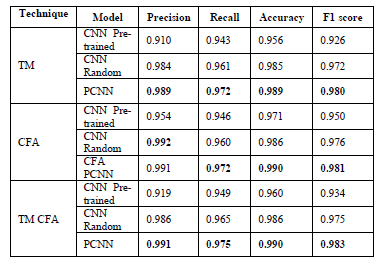 Technique Model Precision Recall Accuracy F1 score
TM
CNN Pre-
trained 0.910 0.943 0.956 0.926
CNN
Random 0.984 0.961 0.985 0.972
PCNN 0.989 0.972 0.989 0.980
CFA
CNN Pre-
trained 0.954 0.946 0.971 0.950
CNN
Random 0.992 0.960 0.986 0.976
CFA
PCNN 0.991 0.972 0.990 0.981
TM CFA
CNN Pre-
trained 0.919 0.949 0.960 0.934
CNN
Random 0.986 0.965 0.986 0.975
PCNN 0.991 0.975 0.990 0.983